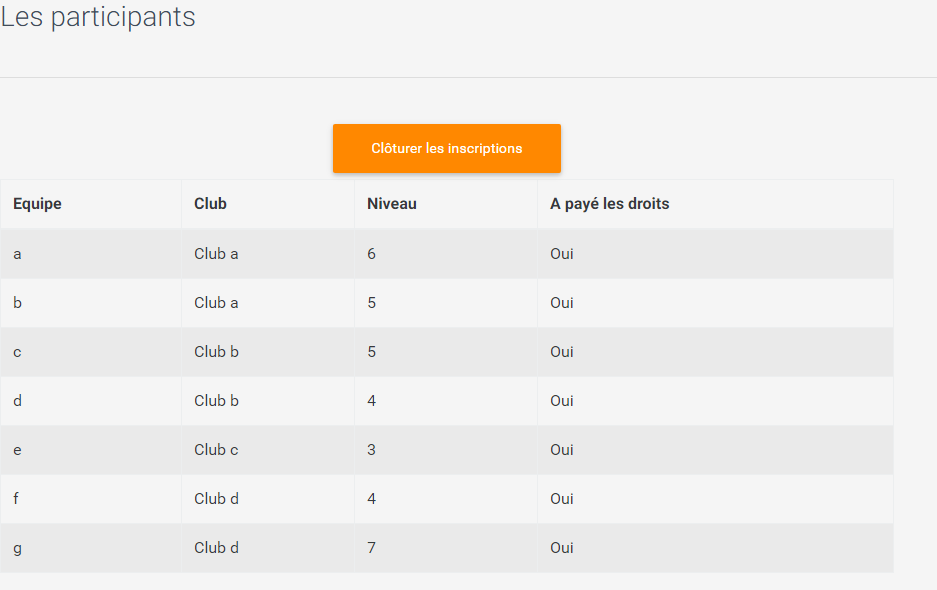 Les participants
Clôturer les inscriptions
Equipe Club Niveau A payé les droits
a Club a 6 Oui
b Club a 5 Oui
c Club b 5 Oui
d Club b 4 Oui
e Club c 3 Oui
f Club d 4 Oui
g Club d 7 Oui